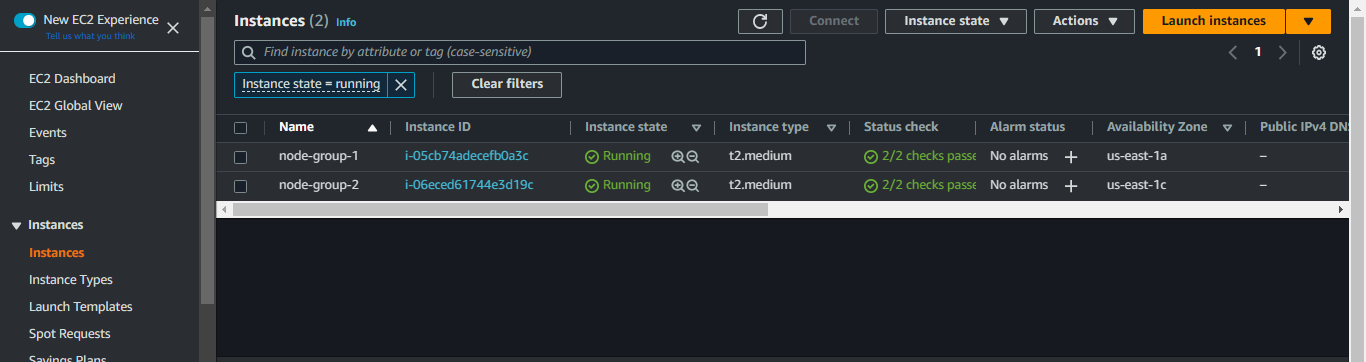 New EC2 Experience
Tell us what you think
EC2 Dashboard
EC2 Global View
Events
Tags
Limits
Instances
Instances
Instance Types
Launch Templates
Spot Requests
Savings Plans
Instances (2) Info
Connect
Instance state
Actions
Launch instances
Find instance by attribute or tag (case-sensitive)
1
Instance state = running
Clear filters
Name Instance ID Instance state Instance type Status check Alarm status Availability Zone Public IPv4 DNS
node-group-1 i-05cb74adecefb0a3c Running t2.medium 2/2 checks passe No alarms + us-east-1a –
node-group-2 i-06eced61744e3d19c Running t2.medium 2/2 checks passe No alarms + us-east-1c –